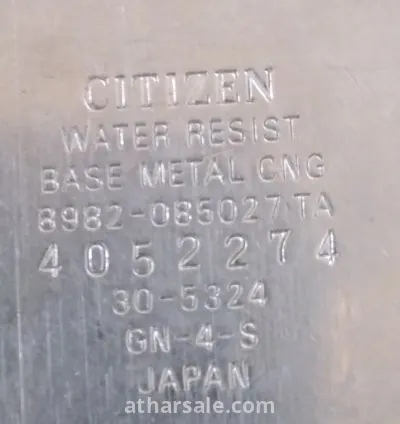 CITIZEN
WATER RESIST
BASE METAL CNG
8982-085027 TA
4052274
30-5324
GN-4-S
JAPAN
atharsale.com